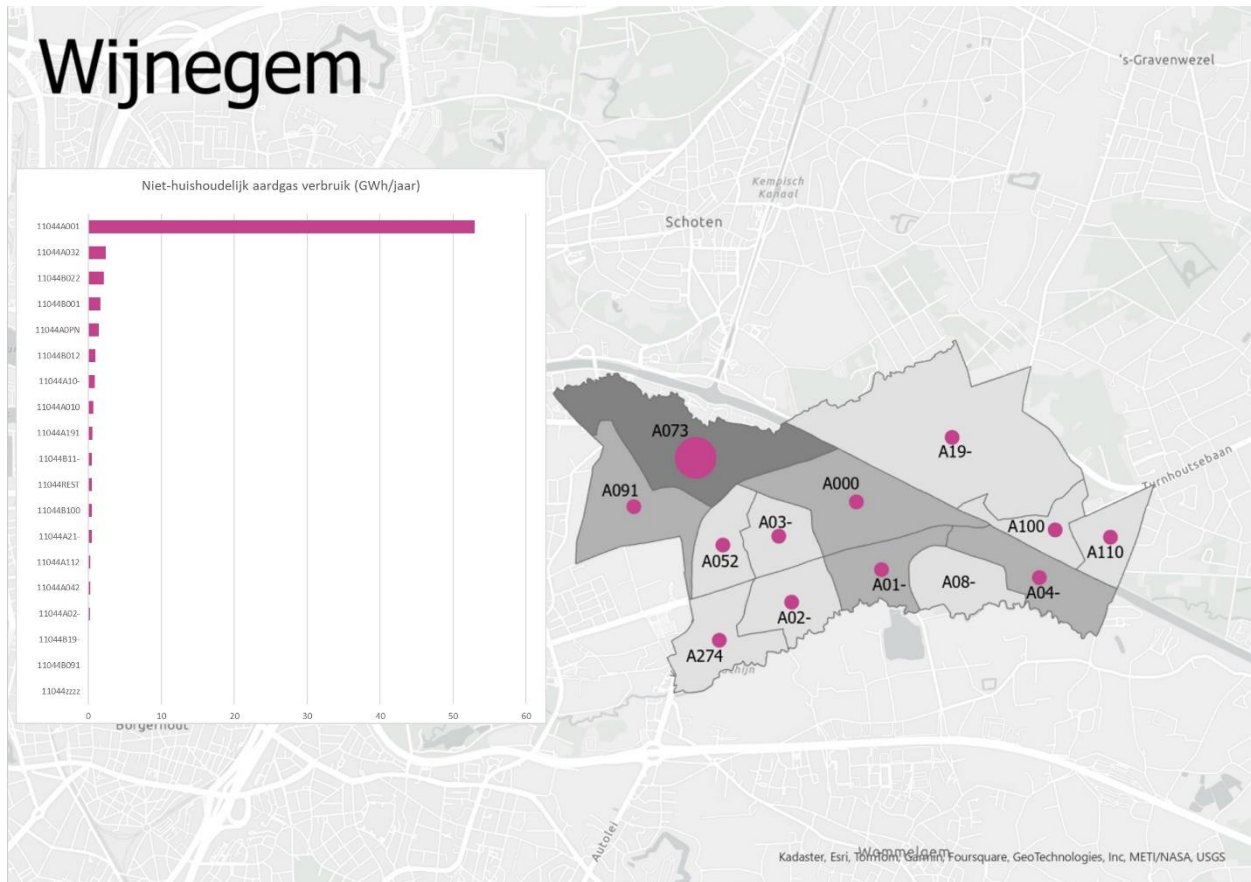 Wijnegem
's-Gravenwezel
Niet-huishoudelijk aardgas verbruik (GWh/jaar)
11044A001
11044A032
11044B022
11044B001
11044A0PN
11044B012
11044A10-
11044A010
11044A191
11044B11-
11044REST
11044B100
11044A21-
11044A112
11044A042
11044A02-
11044B19-
11044B091
11044zzzz
0 10 20 30 40 50 60
Kempisch
Kanaal
Schoten
A073
A19-
Turnhoutsebaan
A091
A000
A03-
A100
A110
A052
A01-
A08-
A04-
A02-
A274
Borgerhout
Autolei
Wommelgem
Kadaster, Esri, TomTom, Garmin, Foursquare, GeoTechnologies, Inc, METI/NASA, USGS